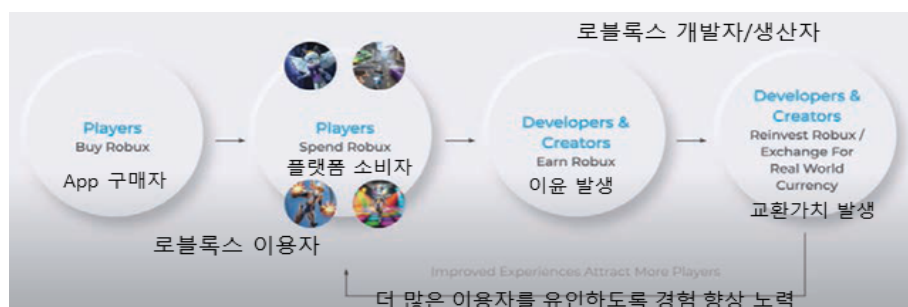 로블록스 개발자/생산자
Players
Buy Robux
App 구매자
Players
Spend Robux
플랫폼 소비자
로블록스 이용자
Developers &
Creators
Earn Robux
이윤 발생
Developers &
Creators
Reinvest Robux /
Exchange For
Real World
Currency
교환가치 발생
Improved Experiences Attract More Players
더 많은 이용자를 유인하도록 경험 향상 노력